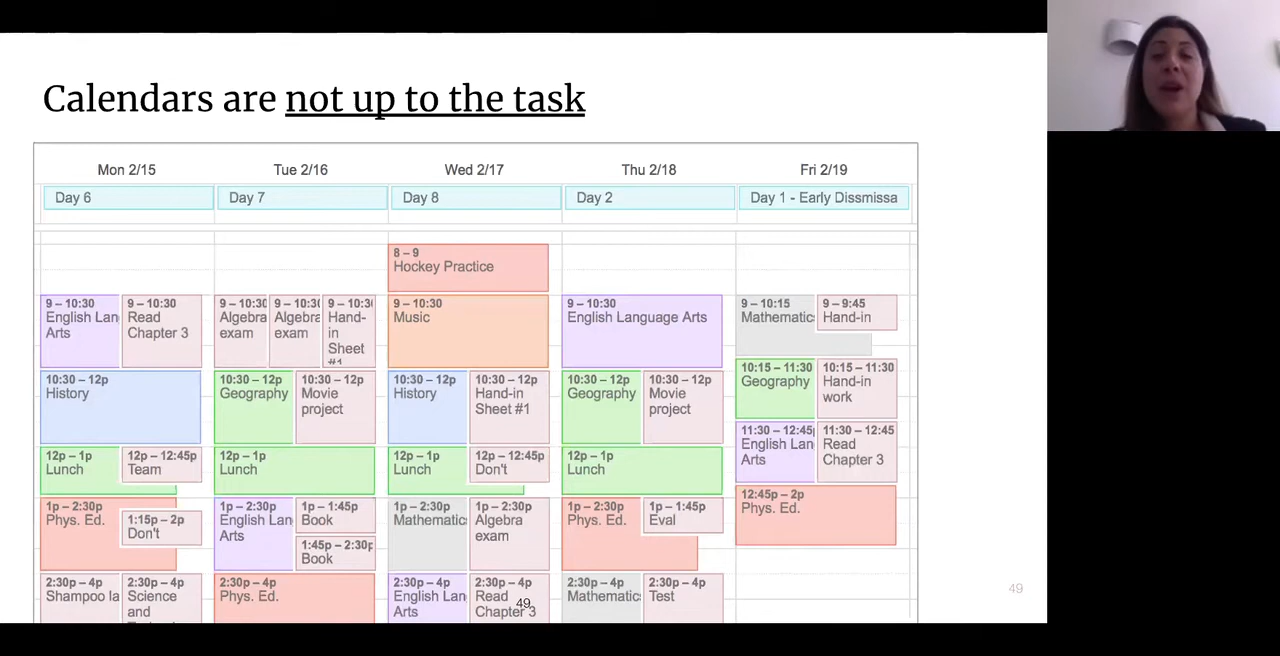 Calendars are not up to the task
Mon 2/15
Tue 2/16
Wed 2/17
Thu 2/18
Fri 2/19
Day 6
Day 7
Day 8
Day 2
Day 1 - Early Dissmissa
8 – 9
Hockey Practice
9 – 10:30
English Lan
Arts
9 – 10:30
Read
Chapter 3
9 – 10:30
Algebra
exam
9 – 10:30
Algebra
exam
9 – 10:30
Hand-
in
Sheet
#1
9 – 10:30
Music
9 – 10:30
English Language Arts
9 – 10:15
Mathematics
9 – 9:45
Hand-in
10:30 – 12p
History
10:30 – 12p
Geography
10:30 – 12p
Movie
project
10:30 – 12p
History
10:30 – 12p
Hand-in
Sheet #1
10:30 – 12p
Geography
10:30 – 12p
Movie
project
10:15 – 11:30
Geography
10:15 – 11:30
Hand-in
work
12p – 1p
Lunch
12p – 12:45p
Team
12p – 1p
Lunch
12p – 1p
Lunch
12p – 12:45p
Don't
12p – 1p
Lunch
11:30 – 12:45p
English Lan
Arts
11:30 – 12:45
Read
Chapter 3
1p – 2:30p
Phys. Ed.
1:15p – 2p
Don't
1p – 2:30p
English Lan
Arts
1p – 1:45p
Book
1:45p – 2:30p
Book
1p – 2:30p
Mathematics
1p – 2:30p
Algebra
exam
1p – 2:30p
Phys. Ed.
1p – 1:45p
Eval
12:45p – 2p
Phys. Ed.
2:30p – 4p
Shampoo la
2:30p – 4p
Science
and
2:30p – 4p
Phys. Ed.
2:30p – 4p
English Lan
Arts
2:30p – 4p
Read
Chapter 3
2:30p – 4p
Mathematics
2:30p – 4p
Test
49
49